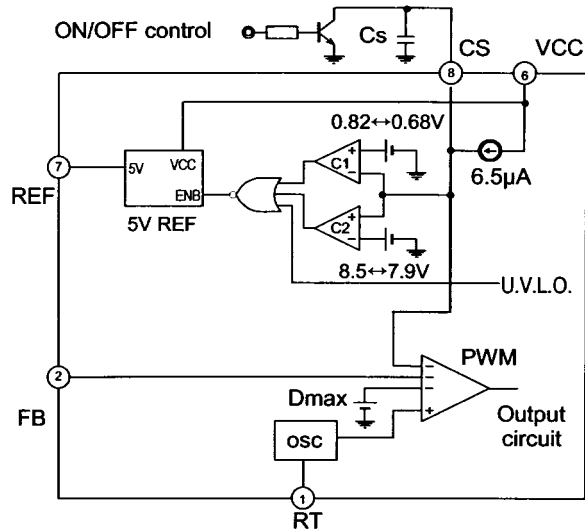 ON/OFF control
Cs
CS
VCC
8
6
0.82↔0.68V
7
5V
VCC
ENB
C1
6.5µA
REF
5V REF
C2
8.5↔7.9V
U.V.L.O.
2
PWM
FB
Dmax
Output
circuit
OSC
1
RT